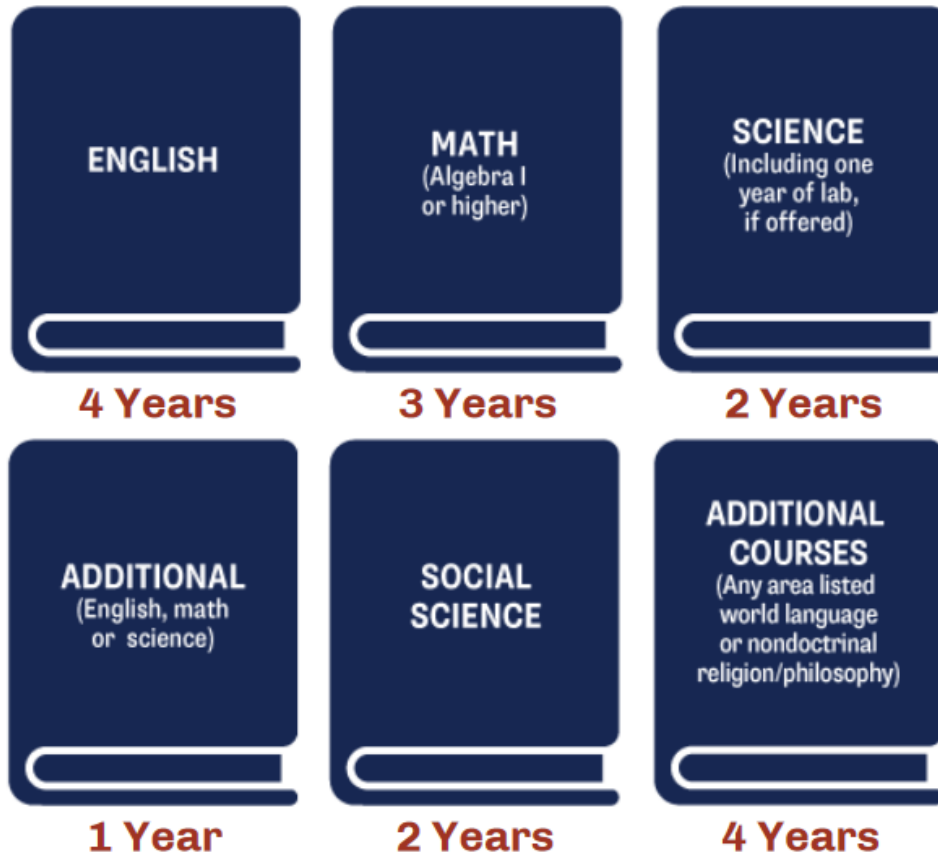 ENGLISH
4 Years
MATH
(Algebra I
or higher)
3 Years
SCIENCE
(Including one
year of lab,
if offered)
2 Years
ADDITIONAL
(English, math
or science)
1 Year
SOCIAL
SCIENCE
2 Years
ADDITIONAL
COURSES
(Any area listed
world language
or nondoctrinal
religion/philosophy)
4 Years